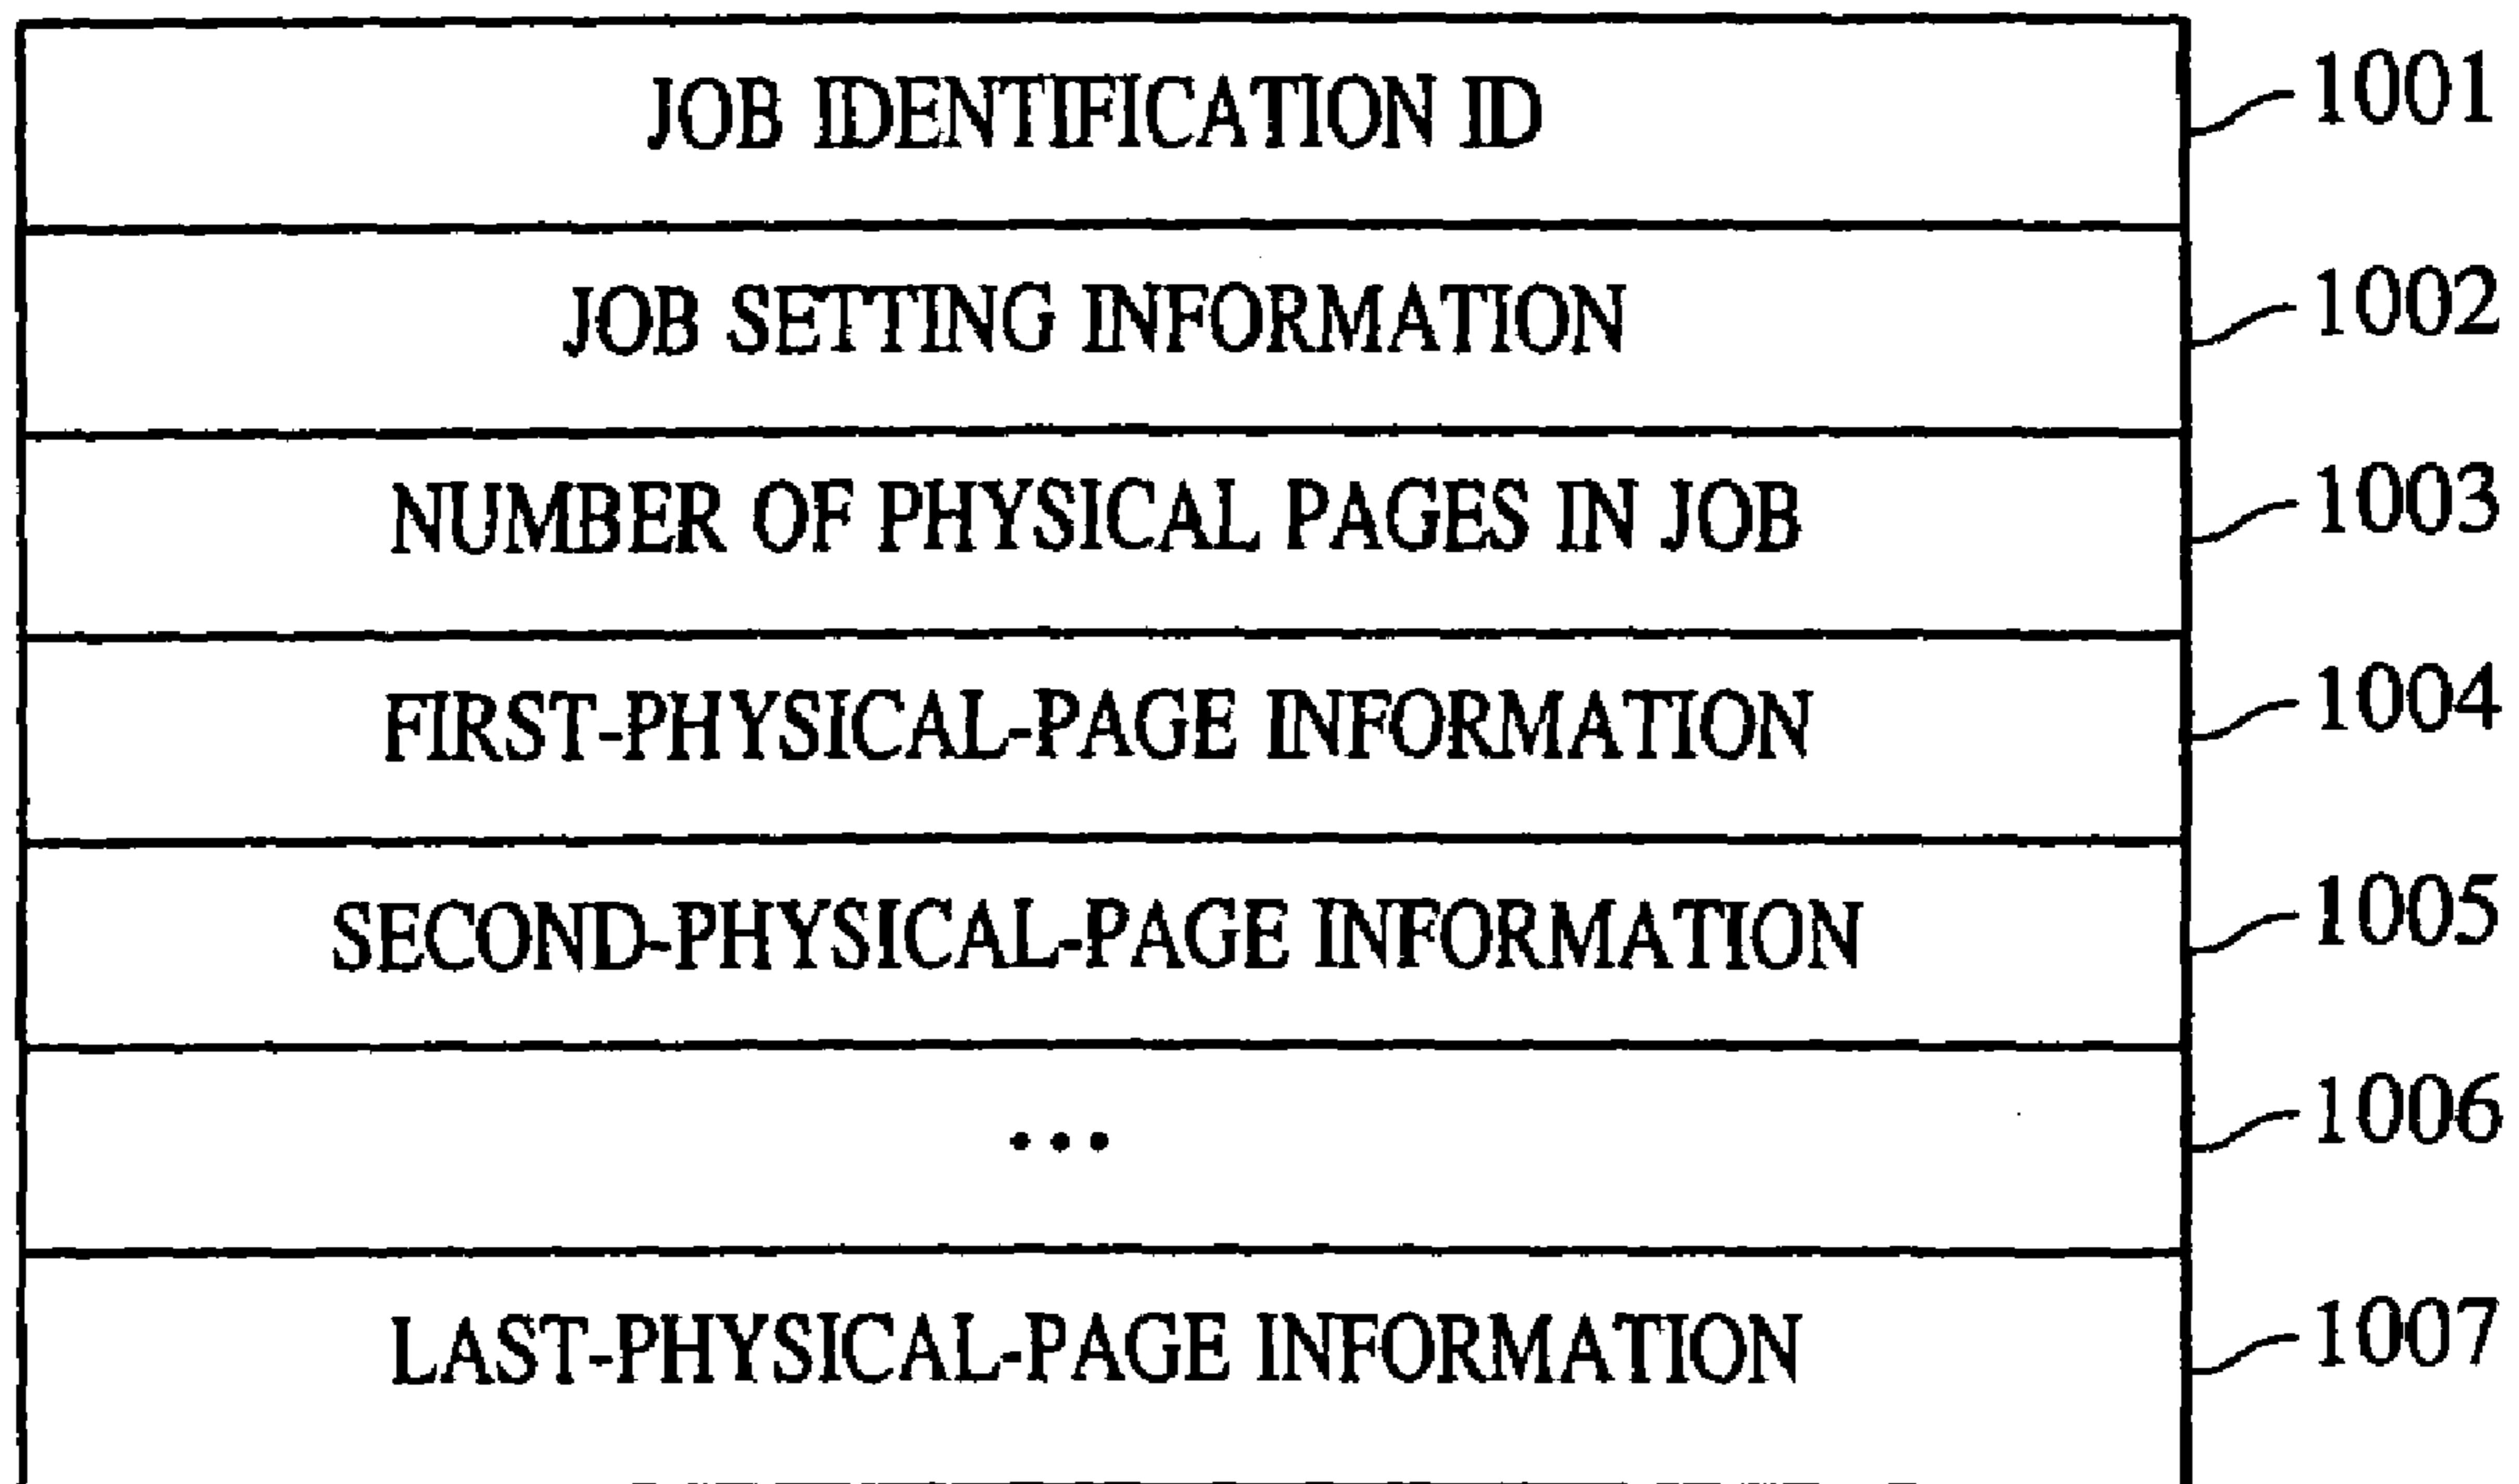 JOB IDENTIFICATION ID 1001
JOB SETTING INFORMATION 1002
NUMBER OF PHYSICAL PAGES IN JOB 1003
FIRST-PHYSICAL-PAGE INFORMATION 1004
SECOND-PHYSICAL-PAGE INFORMATION 1005
... 1006
LAST-PHYSICAL-PAGE INFORMATION 1007